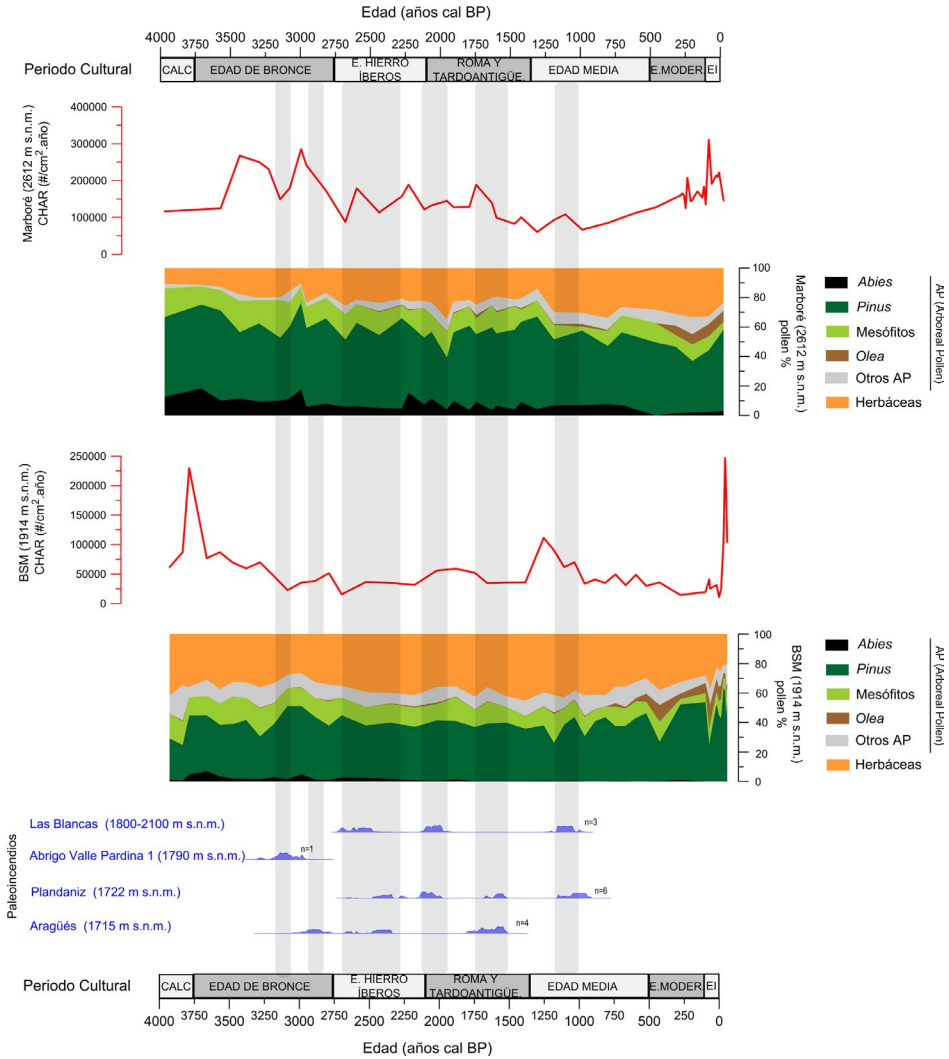 Edad (años cal BP)
4000 3500 3000 2500 2000 1500 1000 500 0
3750 3250 2750 2250 1750 1250 750 250
Periodo Cultural
CALC
EDAD DE BRONCE
E. HIERRO
ÍBEROS
ROMA Y
TARDOANTIGÜE.
EDAD MEDIA
E.MODER.
EI
Marboré (2612 m s.n.m.)
CHAR (#/cm².año)
400000
300000
200000
100000
0
100
80
60
40
20
0
Marboré (2612 m s.n.m.)
pollen %
Abies
Pinus
Mesófitos
Olea
Otros AP
Herbáceas
AP (Arboreal Pollen)
BSM (1914 m s.n.m.)
CHAR (#/cm².año)
250000
200000
150000
100000
50000
0
100
80
60
40
20
0
BSM (1914 m s.n.m.)
pollen %
Abies
Pinus
Mesófitos
Olea
Otros AP
Herbáceas
AP (Arboreal Pollen)
Paleoincendios
Las Blancas (1800-2100 m s.n.m.)
n=3
Abrigo Valle Pardina 1 (1790 m s.n.m.)
n=1
Plandaniz (1722 m s.n.m.)
n=6
Aragüés (1715 m s.n.m.)
n=4
Periodo Cultural
CALC
EDAD DE BRONCE
E. HIERRO
ÍBEROS
ROMA Y
TARDOANTIGÜE.
EDAD MEDIA
E.MODER.
EI
4000 3500 3000 2500 2000 1500 1000 500 0
3750 3250 2750 2250 1750 1250 750 250
Edad (años cal BP)